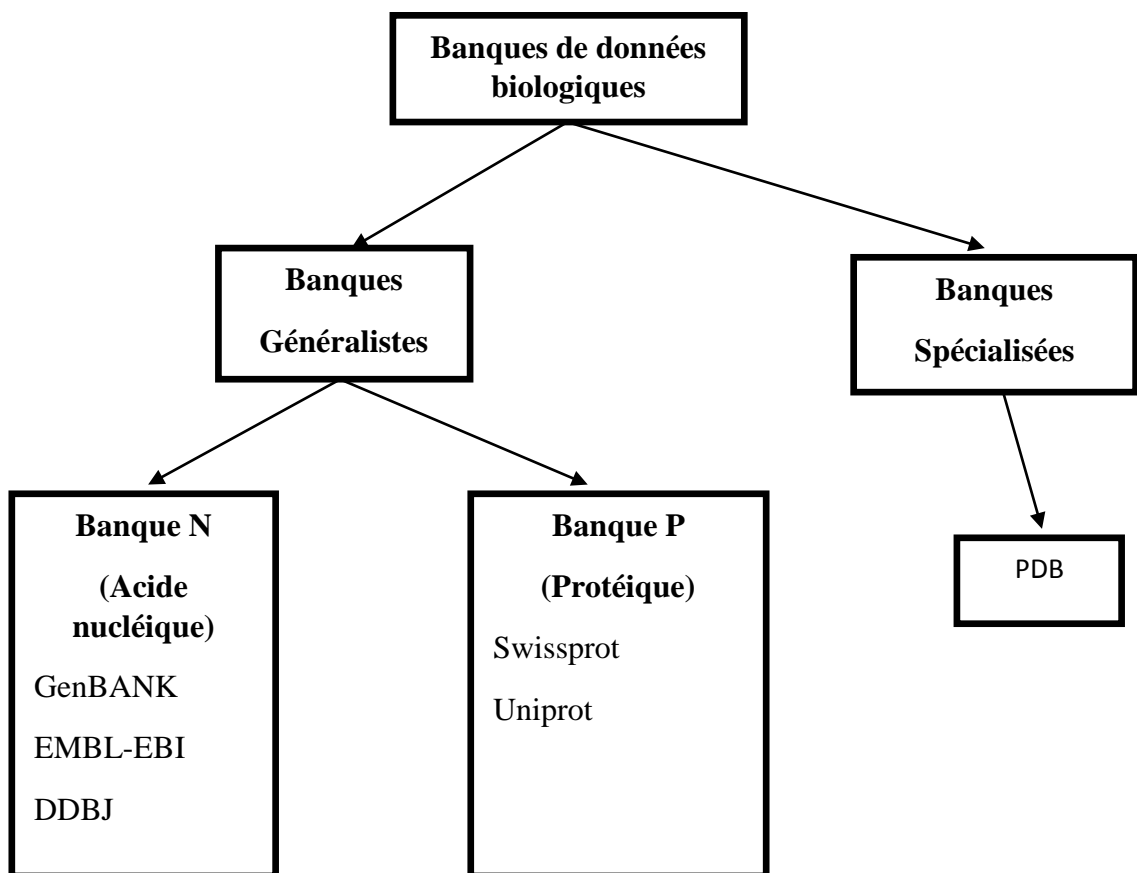 Banques de données
biologiques
Banques
Généralistes
Banques
Spécialisées
Banque N
(Acide
nucléique)
GenBANK
EMBL-EBI
DDBJ
Banque P
(Protéique)
Swissprot
Uniprot
PDB